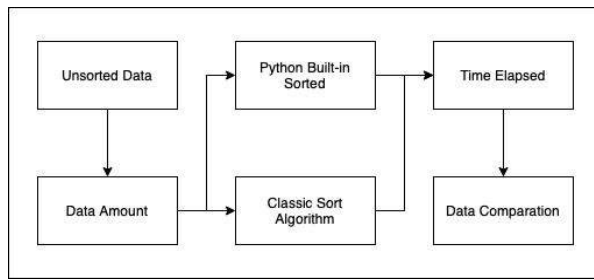 Unsorted Data
Python Built-in
Sorted
Time Elapsed
Data Amount
Classic Sort
Algorithm
Data Comparation